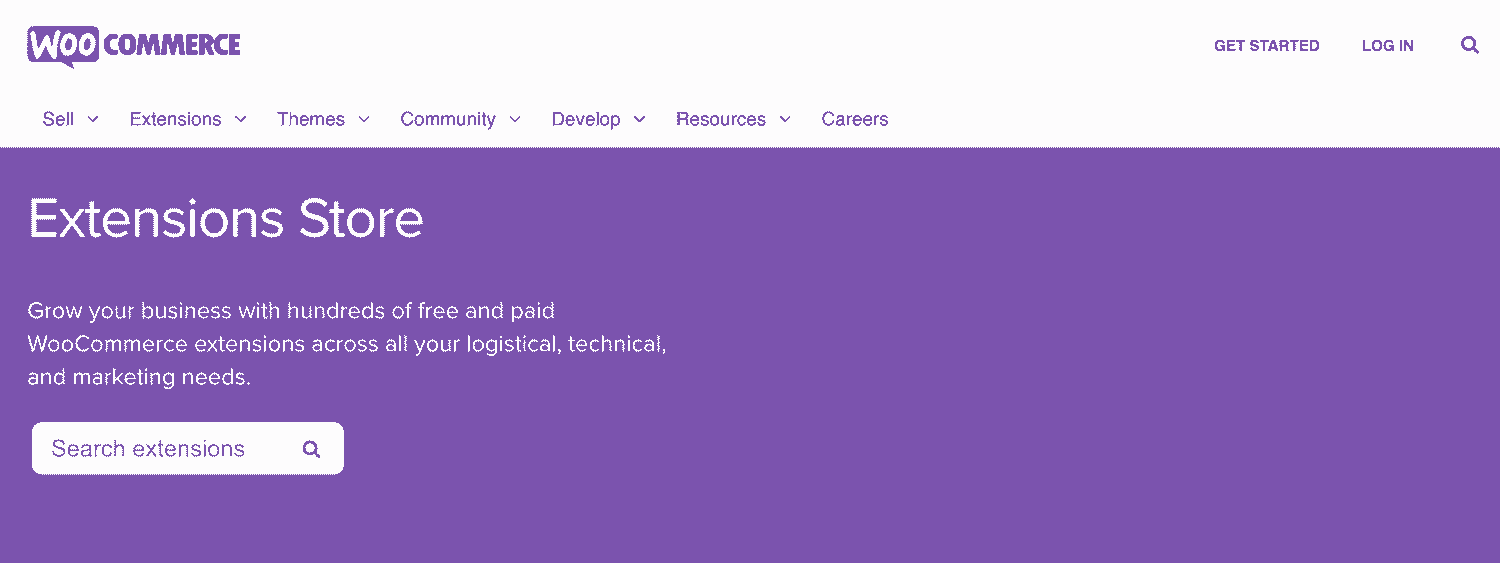 WOO COMMERCE
GET STARTED LOG IN
Sell Extensions Themes Community Develop Resources Careers
Extensions Store
Grow your business with hundreds of free and paid
WooCommerce extensions across all your logistical, technical,
and marketing needs.
Search extensions